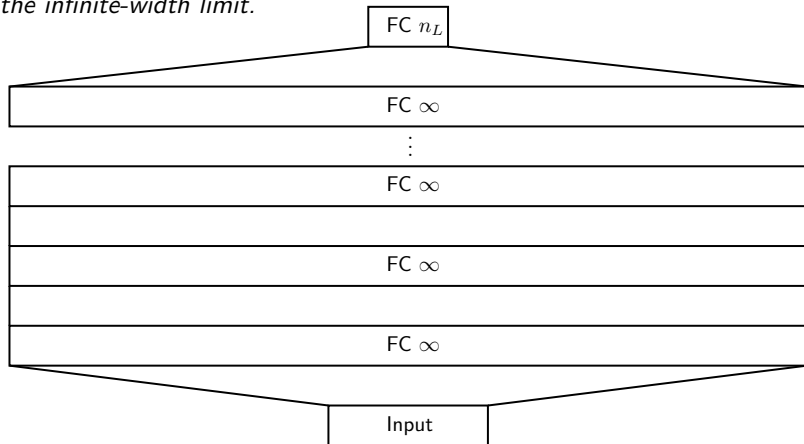 the infinite-width limit.
FC n_L
FC ∞
⋮
FC ∞
FC ∞
FC ∞
Input